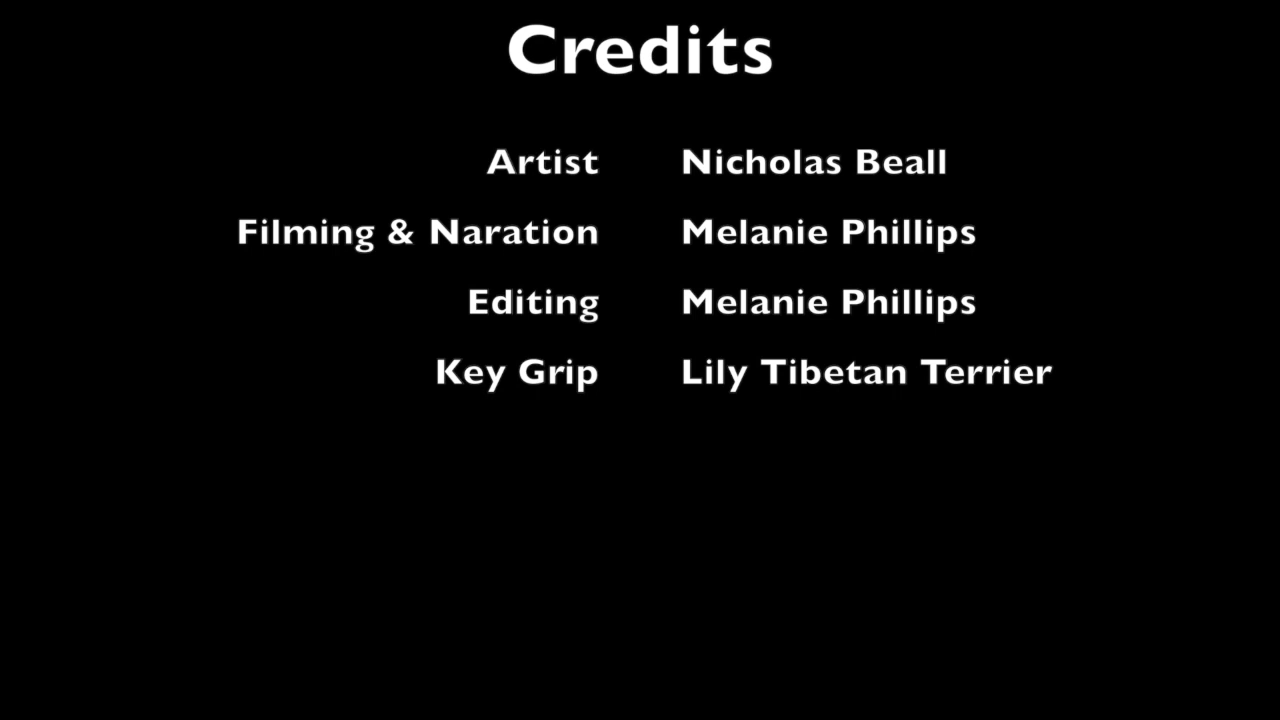 Credits
Artist Nicholas Beall
Filming & Naration Melanie Phillips
Editing Melanie Phillips
Key Grip Lily Tibetan Terrier